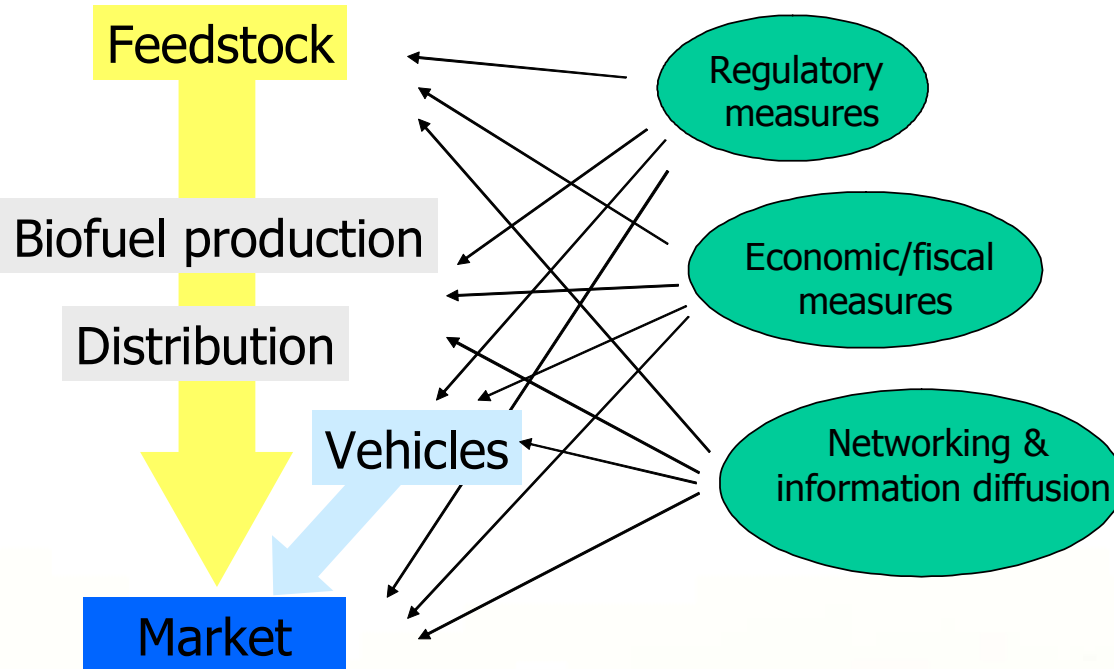 Feedstock
Regulatory
measures
Biofuel production
Economic/fiscal
measures
Distribution
Vehicles
Networking &
information diffusion
Market